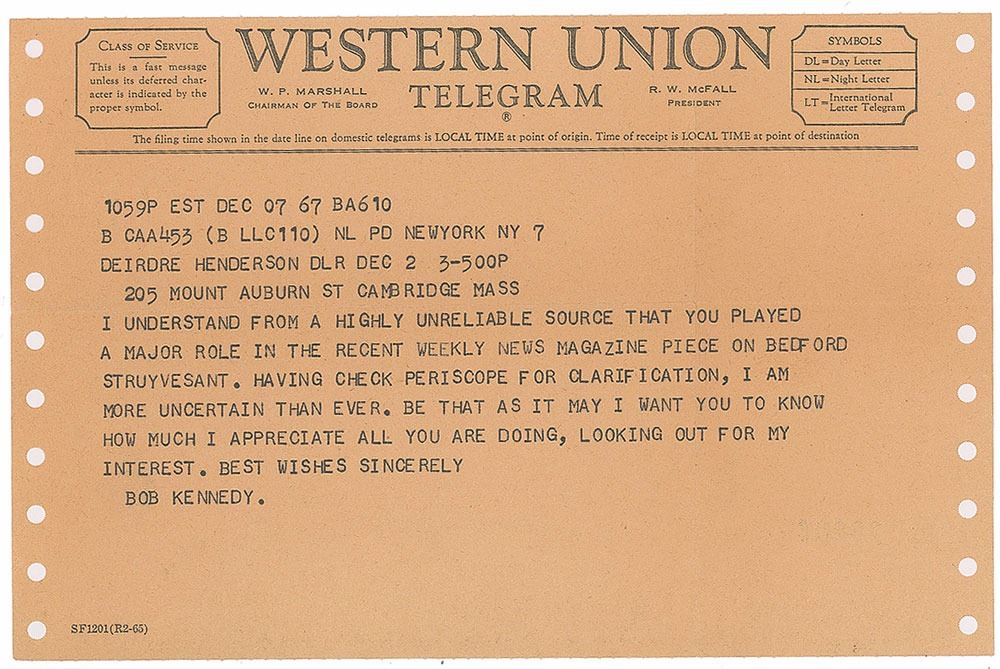 CLASS OF SERVICE
This is a fast message
unless its deferred char-
acter is indicated by the
proper symbol.
WESTERN UNION
TELEGRAM
®
W. P. MARSHALL
CHAIRMAN OF THE BOARD
R. W. McFALL
PRESIDENT
SYMBOLS
DL=Day Letter
NL=Night Letter
LT=International Letter Telegram
The filing time shown in the date line on domestic telegrams is LOCAL TIME at point of origin. Time of receipt is LOCAL TIME at point of destination
1059P EST DEC 07 67 BA610
B CAA453 (B LLC110) NL PD NEWYORK NY 7
DEIRDRE HENDERSON DLR DEC 2 3-500P
205 MOUNT AUBURN ST CAMBRIDGE MASS
I UNDERSTAND FROM A HIGHLY UNRELIABLE SOURCE THAT YOU PLAYED
A MAJOR ROLE IN THE RECENT WEEKLY NEWS MAGAZINE PIECE ON BEDFORD
STRUYVESANT. HAVING CHECK PERISCOPE FOR CLARIFICATION, I AM
MORE UNCERTAIN THAN EVER. BE THAT AS IT MAY I WANT YOU TO KNOW
HOW MUCH I APPRECIATE ALL YOU ARE DOING, LOOKING OUT FOR MY
INTEREST. BEST WISHES SINCERELY
BOB KENNEDY.
SF1201(R2-65)